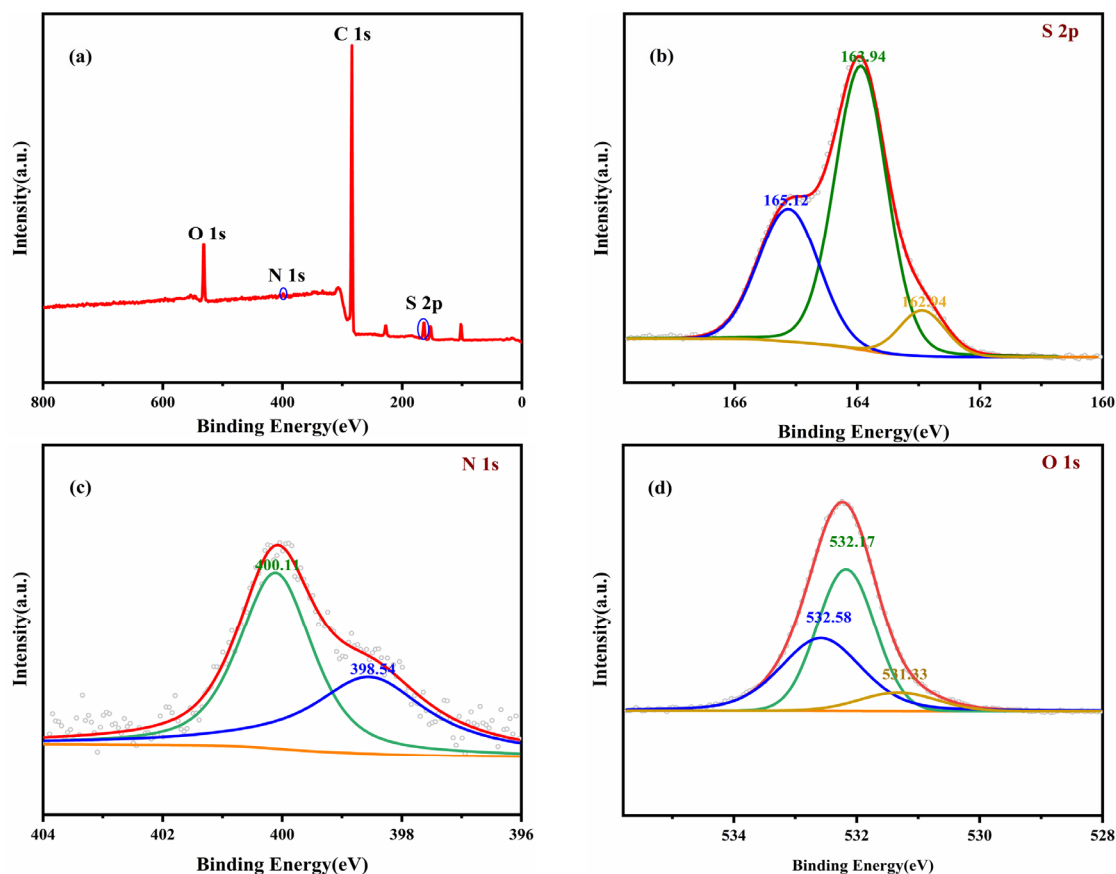 (a)
C 1s
O 1s
N 1s
S 2p
Intensity(a.u.)
800
600
400
200
0
Binding Energy(eV)
(b)
S 2p
163.94
165.12
162.94
Intensity(a.u.)
166
164
162
160
Binding Energy(eV)
(c)
N 1s
400.11
398.54
Intensity(a.u.)
404
402
400
398
396
Binding Energy(eV)
(d)
O 1s
532.17
532.58
531.33
Intensity(a.u.)
534
532
530
528
Binding Energy(eV)